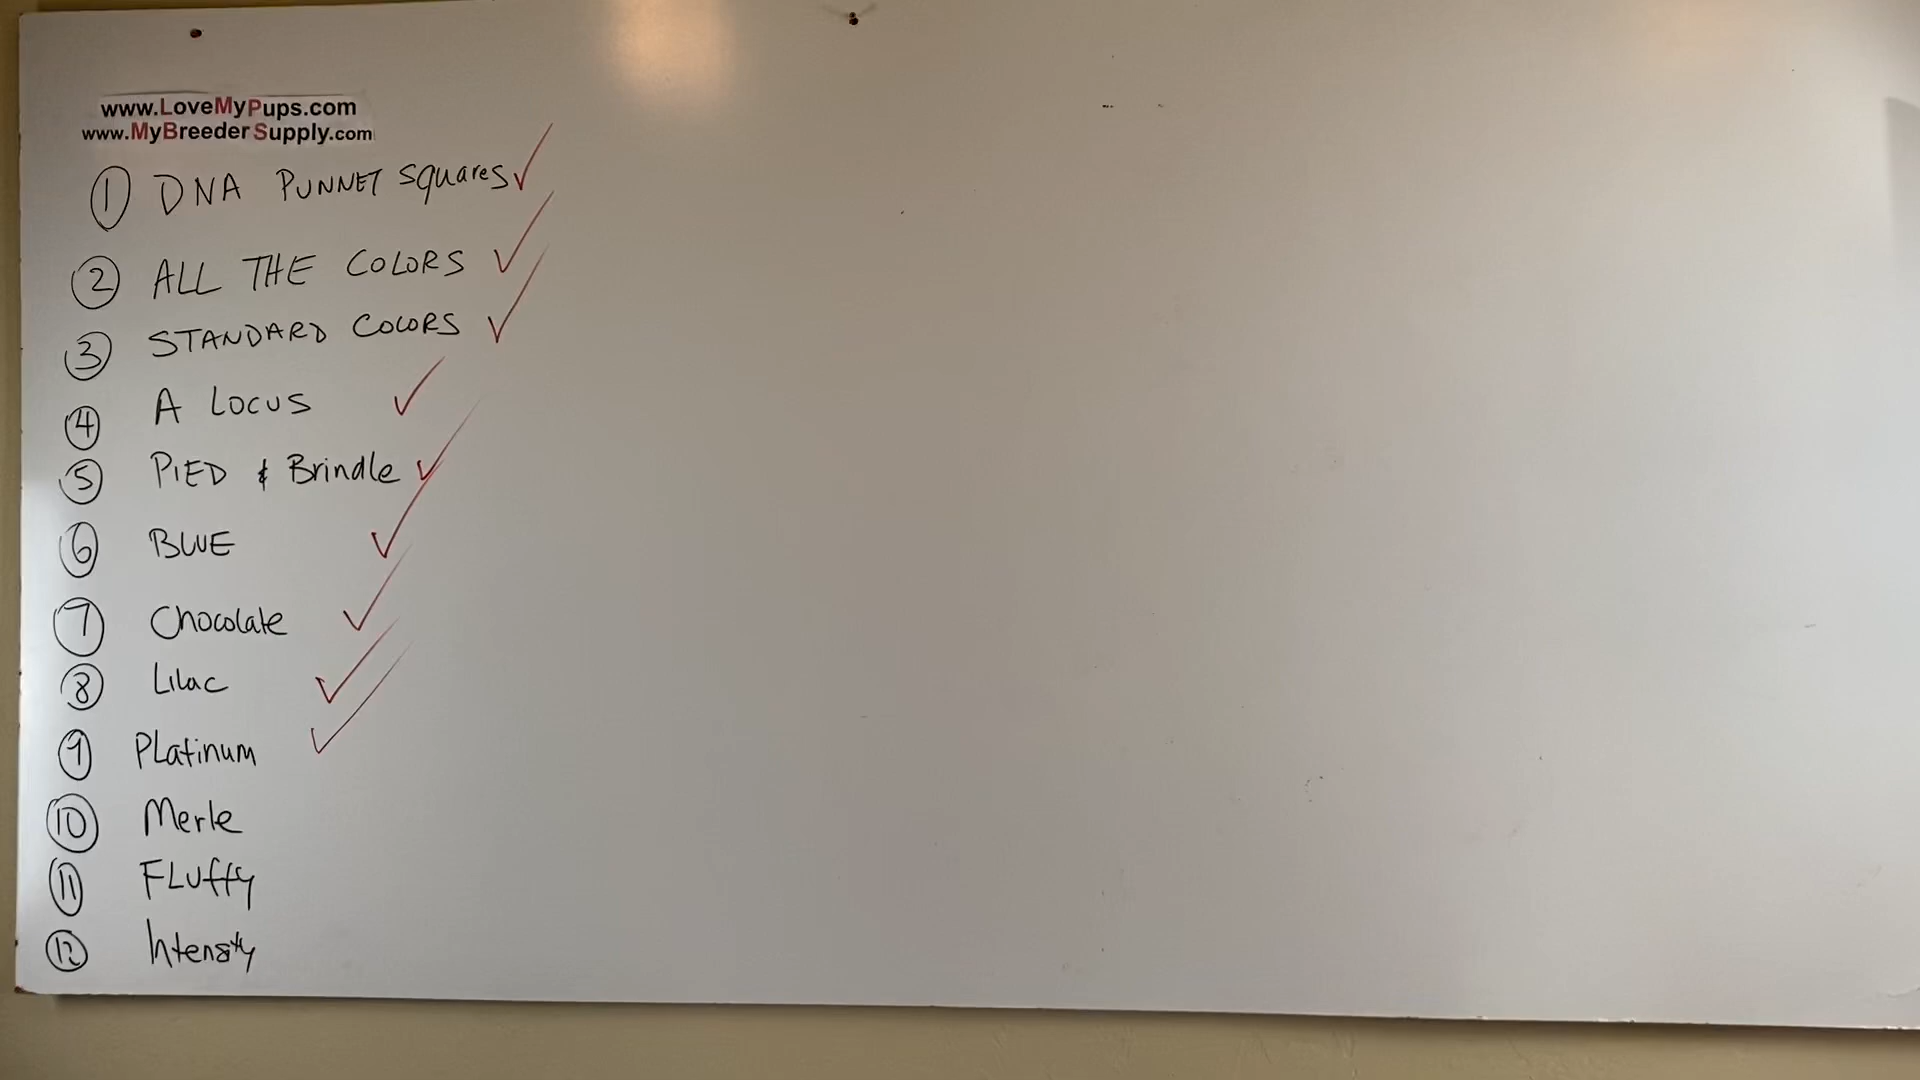 www.LoveMyPups.com
www.MyBreederSupply.com
1 DNA PUNNET Squares ✓
2 ALL THE COLORS ✓
3 STANDARD COLORS ✓
4 A LOCUS ✓
5 PIED & Brindle ✓
6 BLUE ✓
7 Chocolate ✓
8 Lilac ✓
9 Platinum ✓
10 Merle
11 FLuffy
12 Intensty